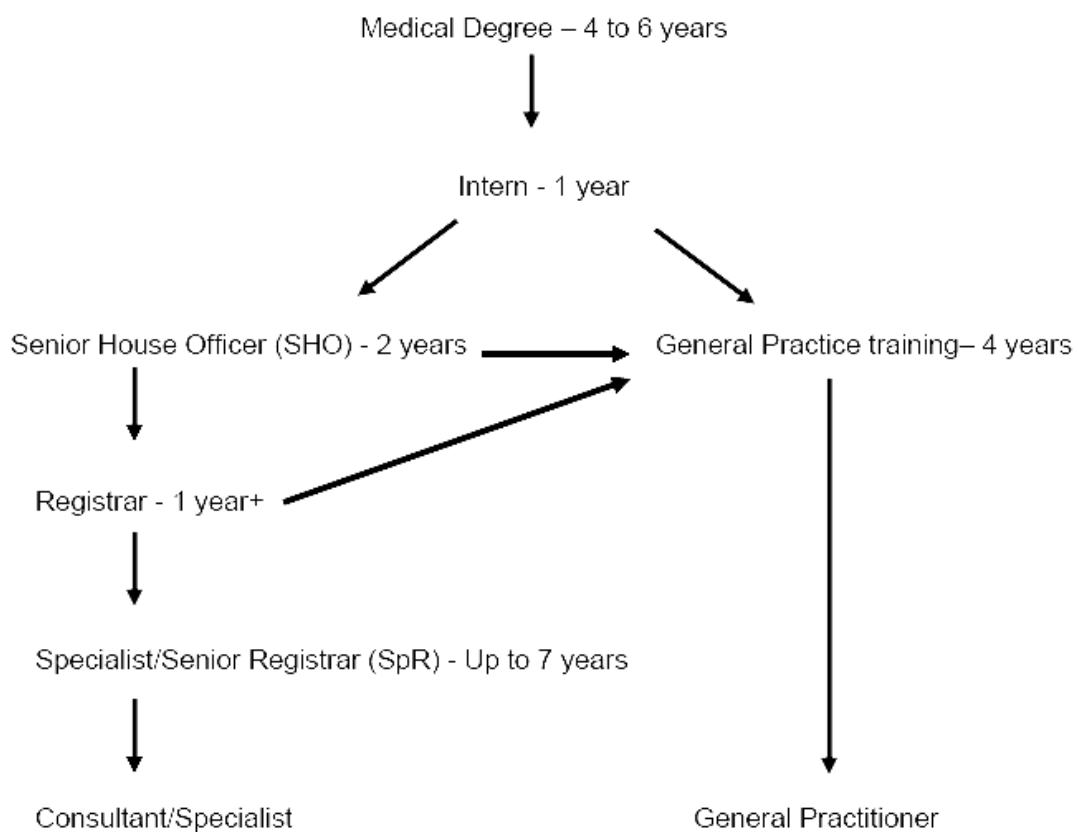 Medical Degree – 4 to 6 years
Intern - 1 year
Senior House Officer (SHO) - 2 years
General Practice training– 4 years
Registrar - 1 year+
Specialist/Senior Registrar (SpR) - Up to 7 years
Consultant/Specialist
General Practitioner